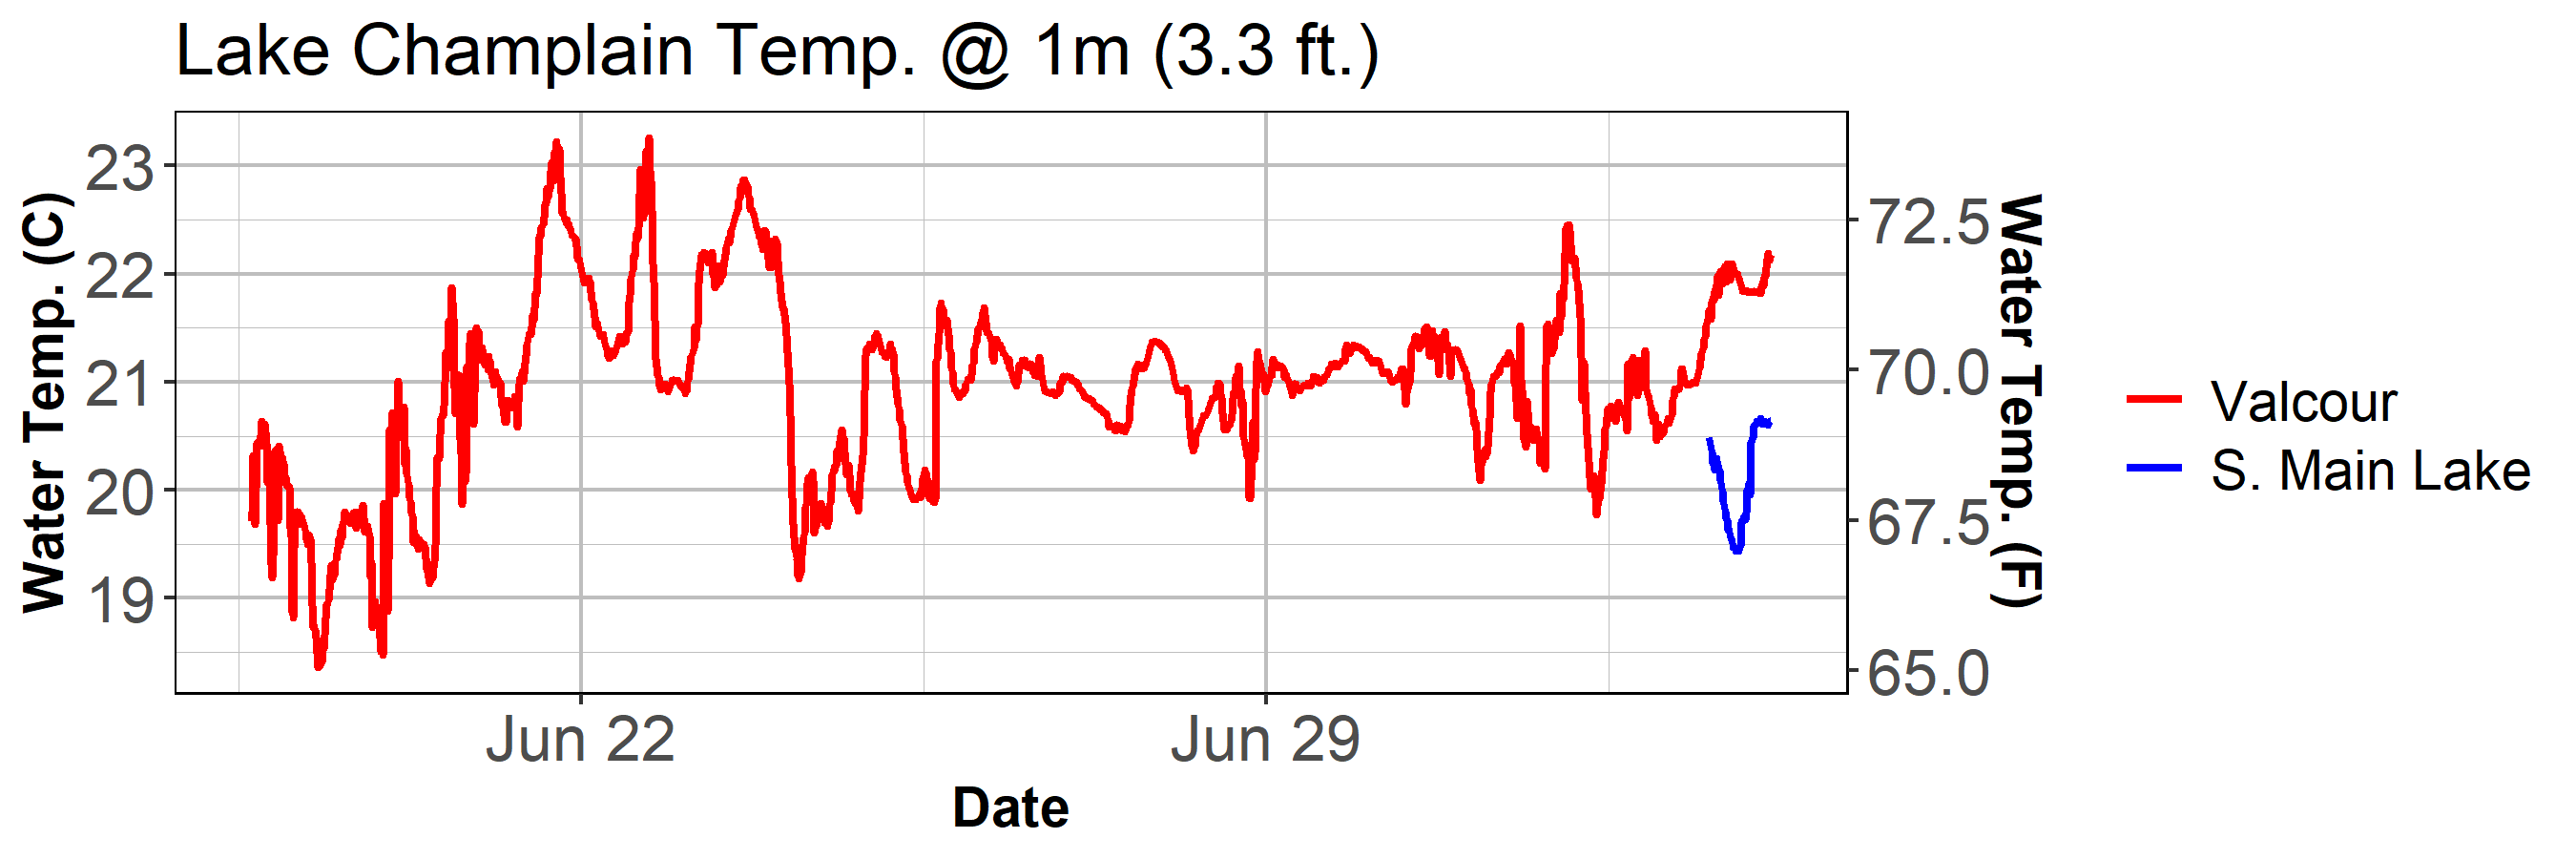 Lake Champlain Temp. @ 1m (3.3 ft.)
Water Temp. (C)
23
22
21
20
19
72.5
70.0
67.5
65.0
Water Temp. (F)
Jun 22
Jun 29
Date
Valcour
S. Main Lake